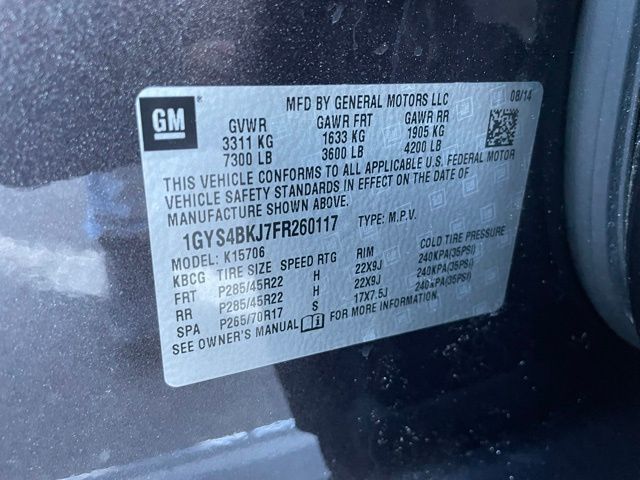 GM
MFD BY GENERAL MOTORS LLC 08/14
GVWR GAWR FRT GAWR RR
3311 KG 1633 KG 1905 KG
7300 LB 3600 LB 4200 LB
THIS VEHICLE CONFORMS TO ALL APPLICABLE U.S. FEDERAL MOTOR
VEHICLE SAFETY STANDARDS IN EFFECT ON THE DATE OF
MANUFACTURE SHOWN ABOVE.
1GYS4BKJ7FR260117 TYPE: M.P.V.
MODEL: K15706
KBCG TIRE SIZE SPEED RTG RIM COLD TIRE PRESSURE
FRT P285/45R22 H 22X9J 240KPA(35PSI)
RR P285/45R22 H 22X9J 240KPA(35PSI)
SPA P265/70R17 S 17X7.5J 240KPA(35PSI)
SEE OWNER'S MANUAL FOR MORE INFORMATION.